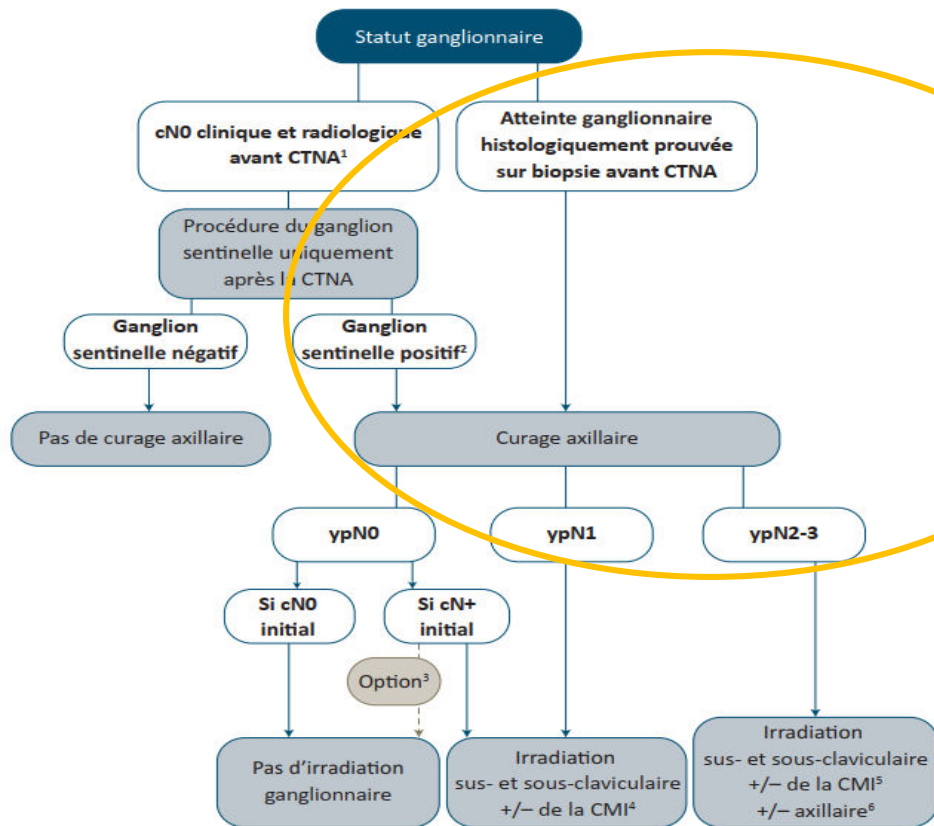 Statut ganglionnaire
cN0 clinique et radiologique
avant CTNA¹
Atteinte ganglionnaire
histologiquement prouvée
sur biopsie avant CTNA
Procédure du ganglion
sentinelle uniquement
après la CTNA
Ganglion
sentinelle négatif
Ganglion
sentinelle positif²
Pas de curage axillaire
Curage axillaire
ypN0
ypN1
ypN2-3
Si cN0
initial
Si cN+
initial
Option³
Pas d’irradiation
ganglionnaire
Irradiation
sus- et sous-claviculaire
+/− de la CMI⁴
Irradiation
sus- et sous-claviculaire
+/− de la CMI⁵
+/− axillaire⁶